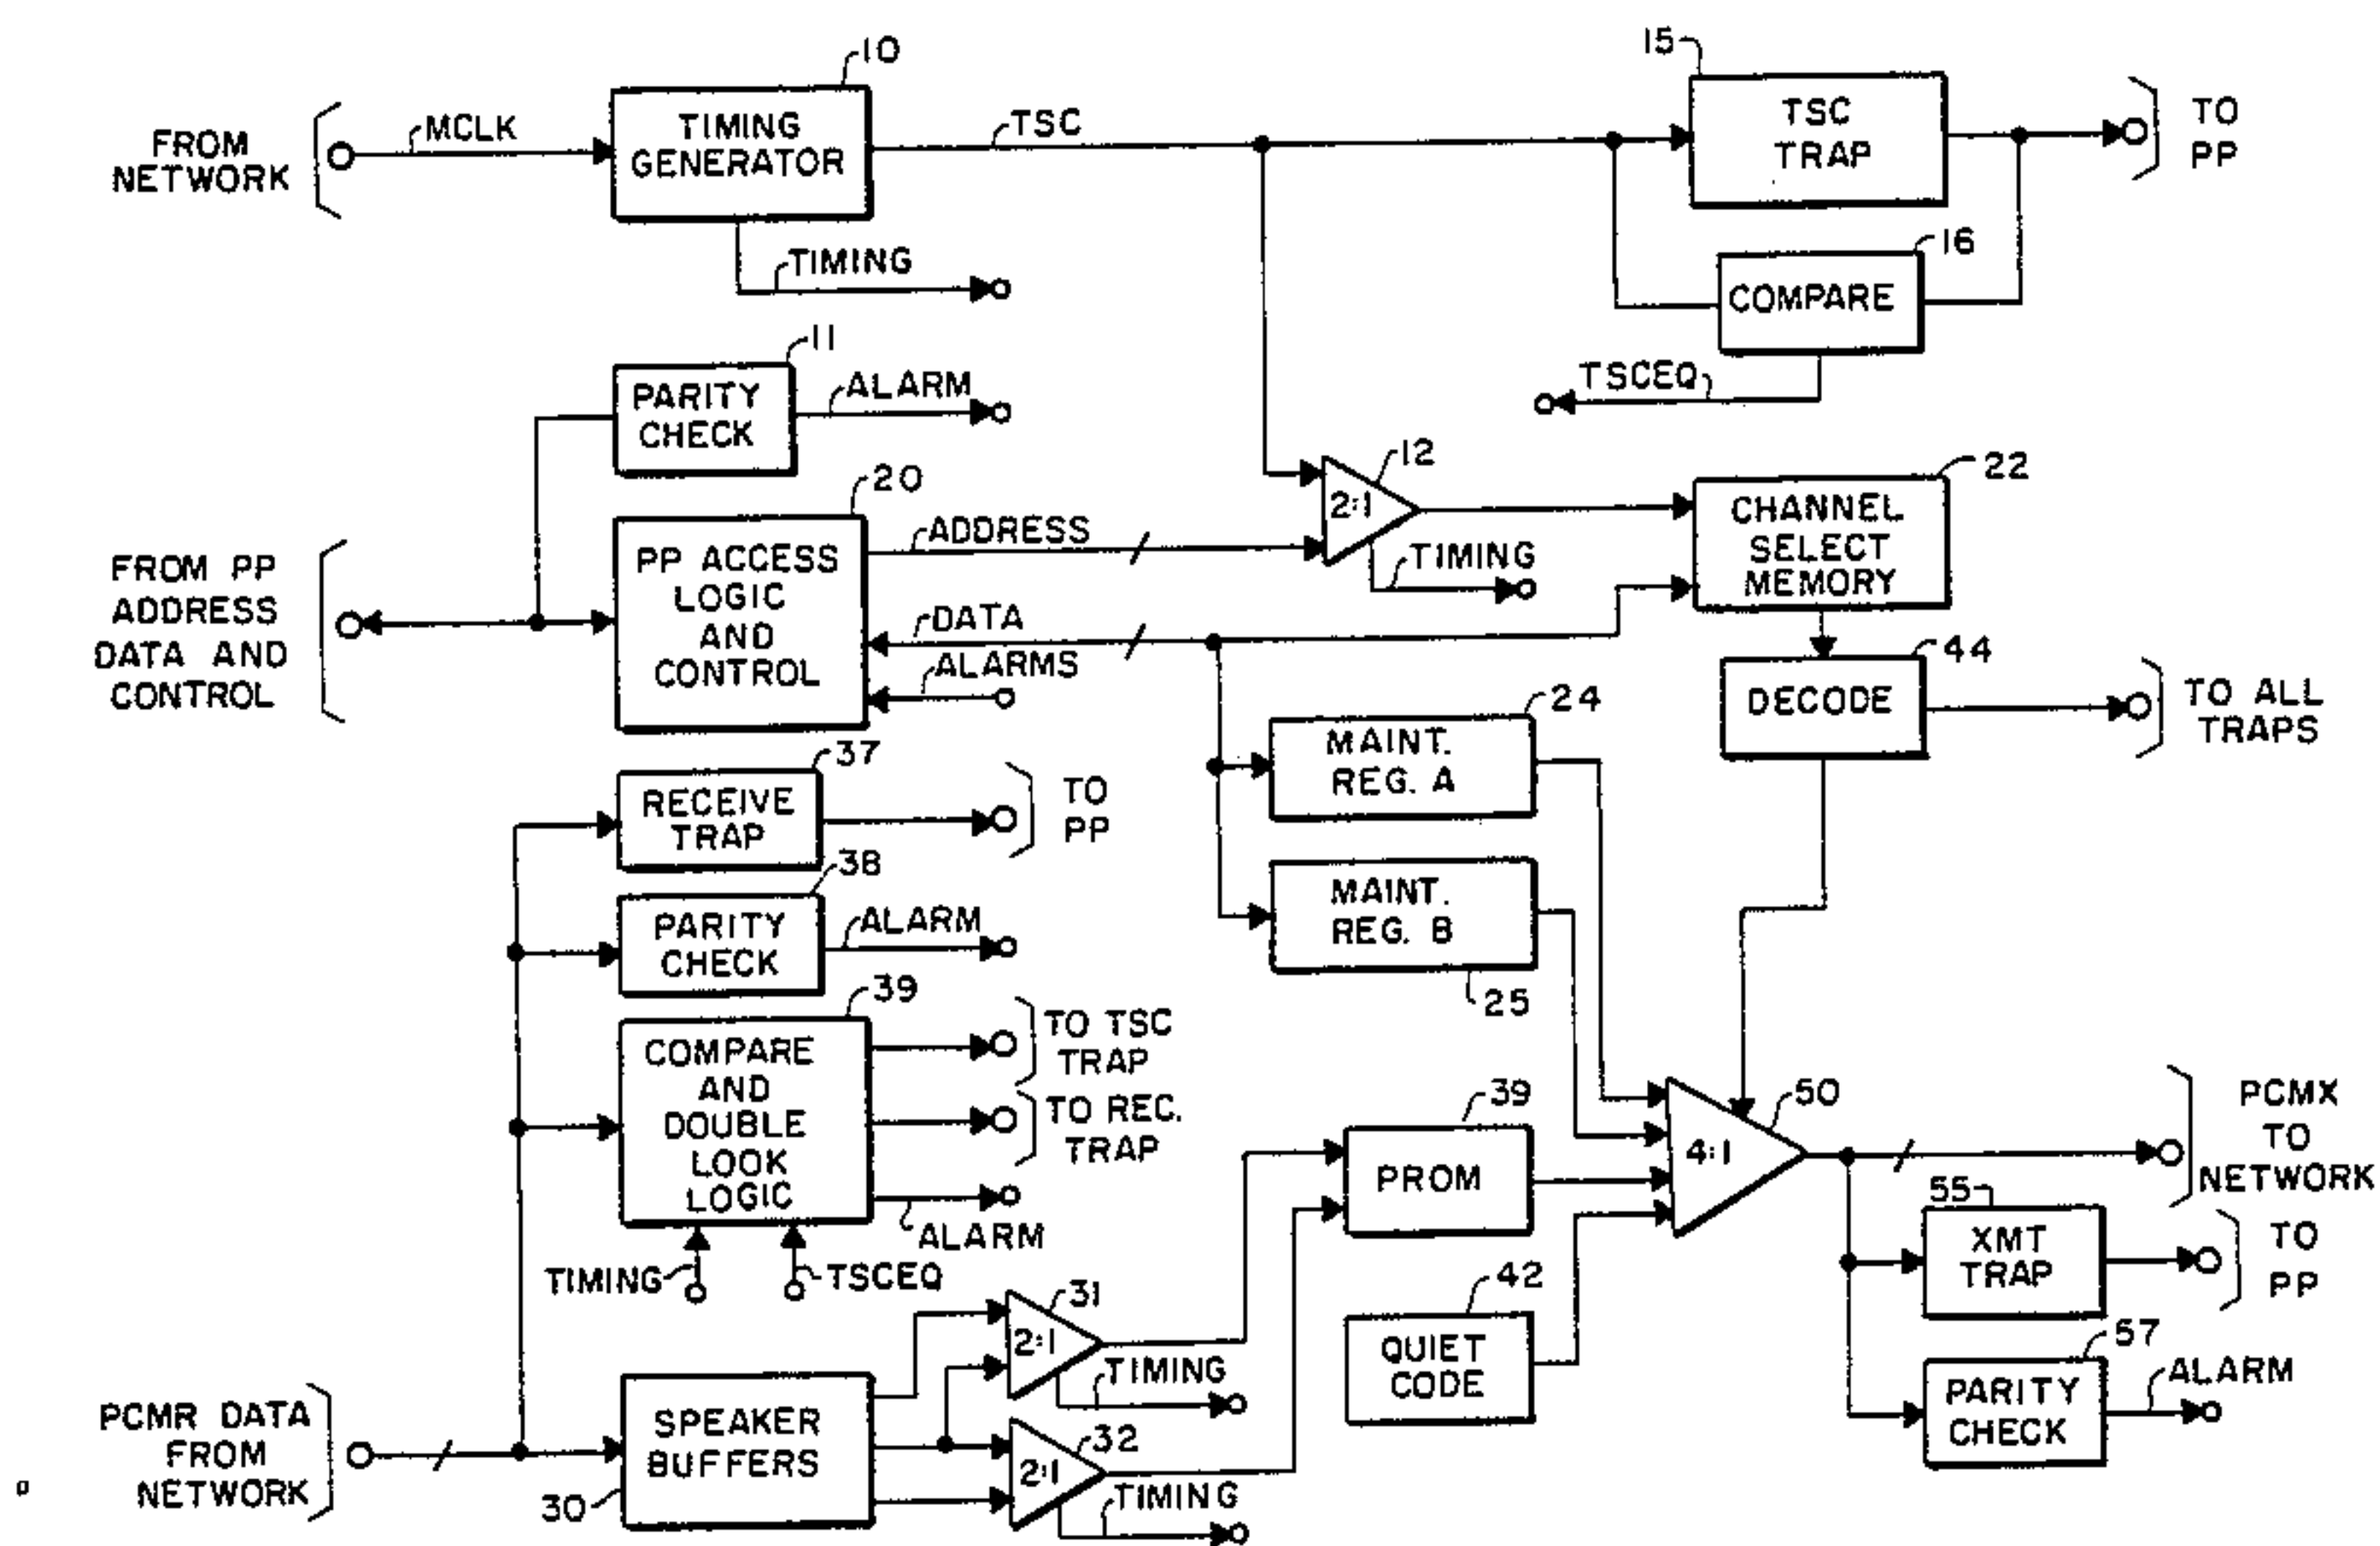 10
15
FROM
NETWORK
MCLK
TIMING
GENERATOR
TSC
TSC
TRAP
TO
PP
TIMING
16
COMPARE
TSCEQ
11
PARITY
CHECK
ALARM
20
12
2:1
22
CHANNEL
SELECT
MEMORY
FROM PP
ADDRESS
DATA AND
CONTROL
PP ACCESS
LOGIC
AND
CONTROL
ADDRESS
TIMING
DATA
ALARMS
44
DECODE
TO ALL
TRAPS
24
MAINT.
REG. A
37
RECEIVE
TRAP
TO
PP
38
PARITY
CHECK
ALARM
MAINT.
REG. B
25
39
COMPARE
AND
DOUBLE
LOOK
LOGIC
TO TSC
TRAP
TO REC.
TRAP
ALARM
TIMING
TSCEQ
39
PROM
50
4:1
PCMX
TO
NETWORK
55
XMT
TRAP
TO
PP
42
QUIET
CODE
57
PARITY
CHECK
ALARM
31
2:1
TIMING
PCMR DATA
FROM
NETWORK
SPEAKER
BUFFERS
30
32
2:1
TIMING